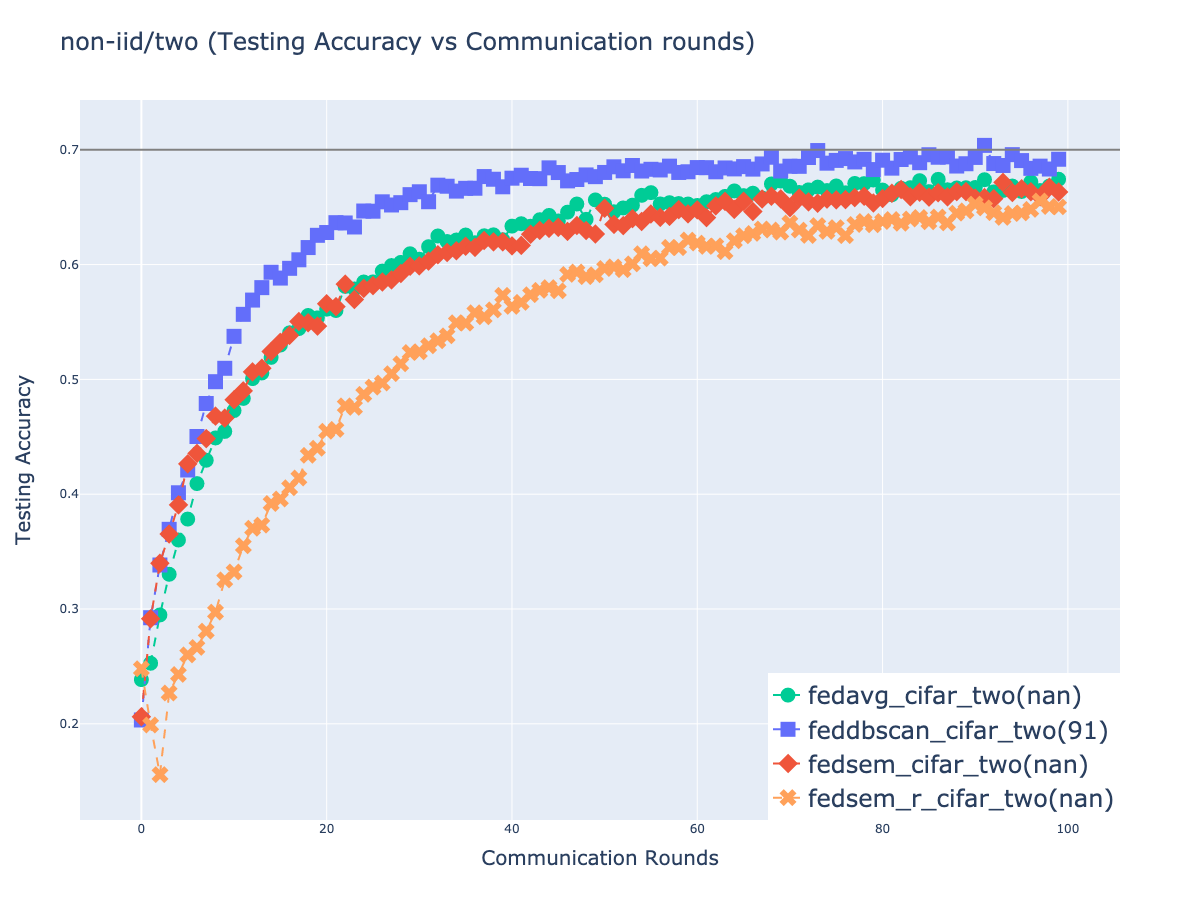 non-iid/two (Testing Accuracy vs Communication rounds)
Testing Accuracy
0.7
0.6
0.5
0.4
0.3
0.2
0
20
40
60
80
100
Communication Rounds
fedavg_cifar_two(nan)
feddbscan_cifar_two(91)
fedsem_cifar_two(nan)
fedsem_r_cifar_two(nan)